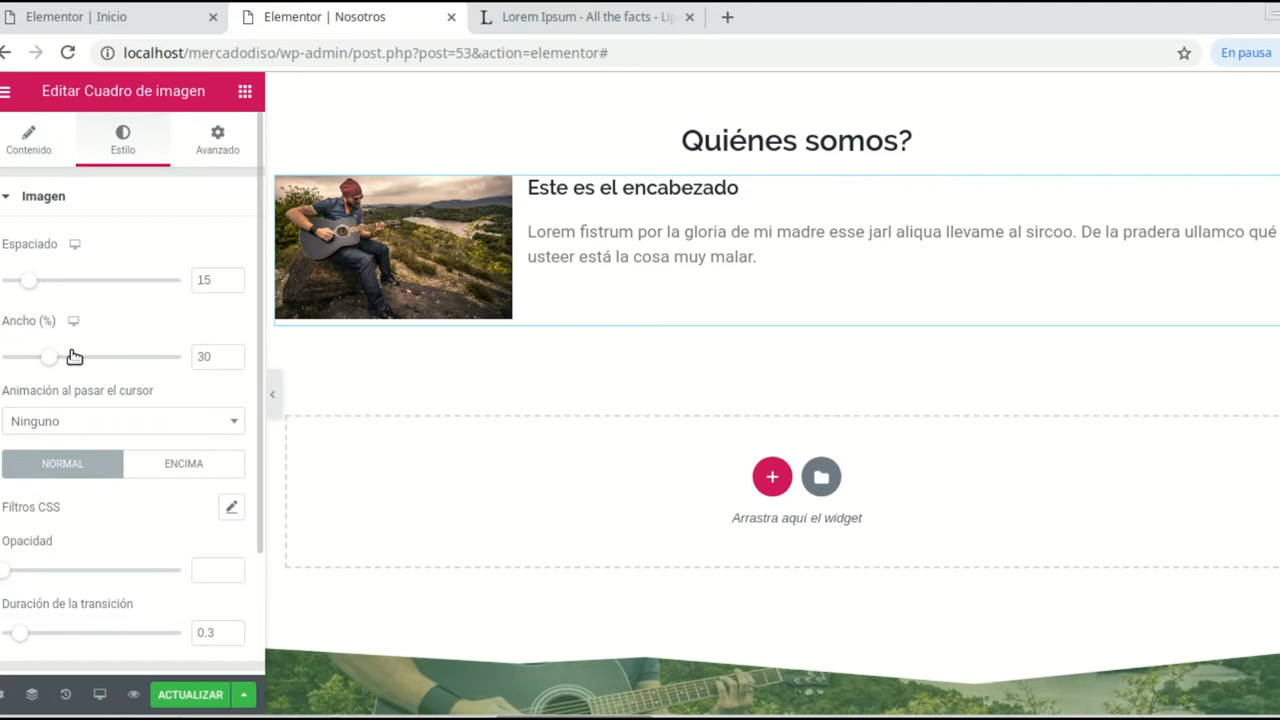 Elementor | Inicio
Elementor | Nosotros
Lorem Ipsum - All the facts - Lip
localhost/mercadodiso/wp-admin/post.php?post=53&action=elementor#
En pausa
Editar Cuadro de imagen
Contenido
Estilo
Avanzado
Imagen
Espaciado
15
Ancho (%)
30
Animación al pasar el cursor
Ninguno
NORMAL
ENCIMA
Filtros CSS
Opacidad
Duración de la transición
0.3
ACTUALIZAR
Quiénes somos?
Este es el encabezado
Lorem fistrum por la gloria de mi madre esse jarl aliqua llevame al sircoo. De la pradera ullamco qué
usteer está la cosa muy malar.
Arrastra aquí el widget